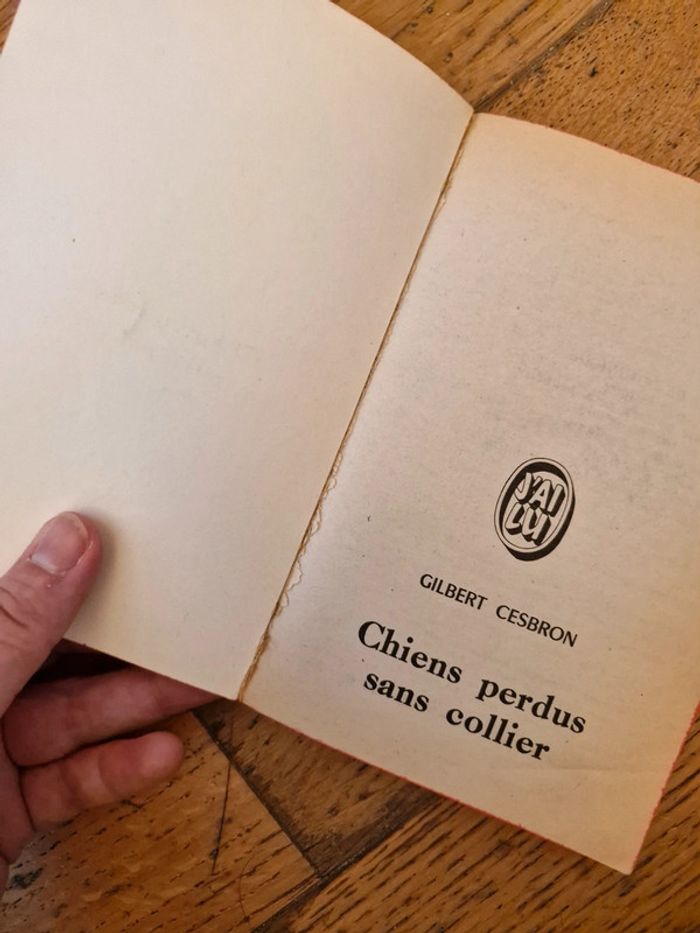 J'AI
LU
GILBERT CESBRON
Chiens perdus
sans collier